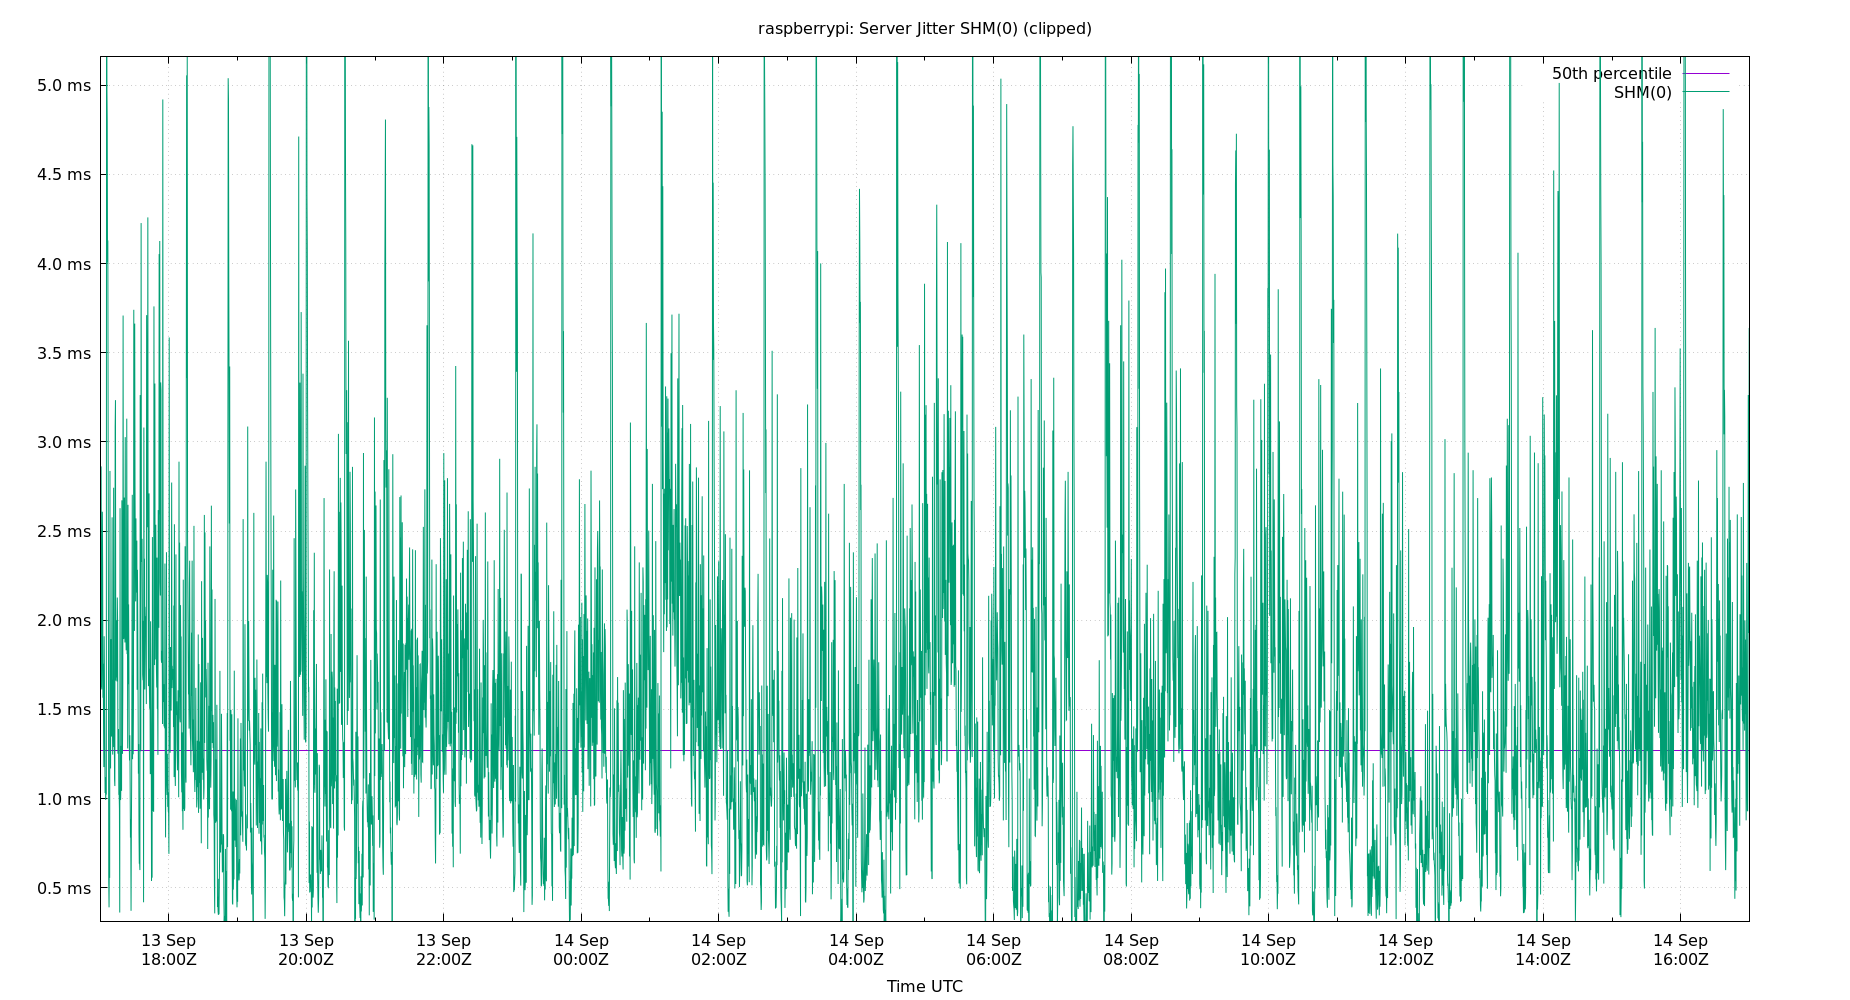 raspberrypi: Server Jitter SHM(0) (clipped)
50th percentile
SHM(0)
5.0 ms
4.5 ms
4.0 ms
3.5 ms
3.0 ms
2.5 ms
2.0 ms
1.5 ms
1.0 ms
0.5 ms
13 Sep 13 Sep 13 Sep 14 Sep 14 Sep 14 Sep 14 Sep 14 Sep 14 Sep 14 Sep 14 Sep 14 Sep
18:00Z 20:00Z 22:00Z 00:00Z 02:00Z 04:00Z 06:00Z 08:00Z 10:00Z 12:00Z 14:00Z 16:00Z
Time UTC